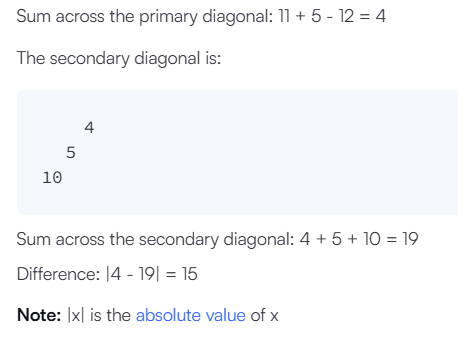 Sum across the primary diagonal: 11 + 5 - 12 = 4
The secondary diagonal is:
4
5
10
Sum across the secondary diagonal: 4 + 5 + 10 = 19
Difference: |4 - 19| = 15
Note: |x| is the absolute value of x